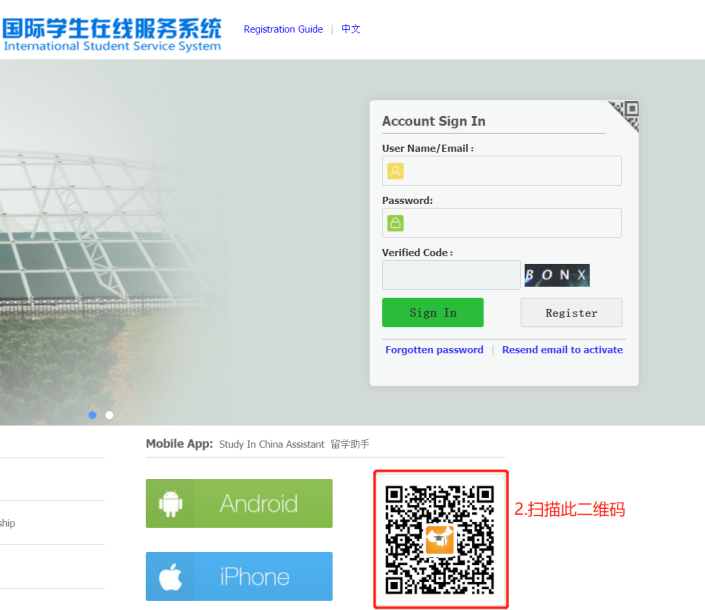 国际学生在线服务系统
International Student Service System
Registration Guide | 中文
Account Sign In
User Name/Email :
Password:
Verified Code :
BONX
Sign In
Register
Forgotten password | Resend email to activate
Mobile App: Study In China Assistant 留学助手
Android
2.扫描此二维码
ship
iPhone